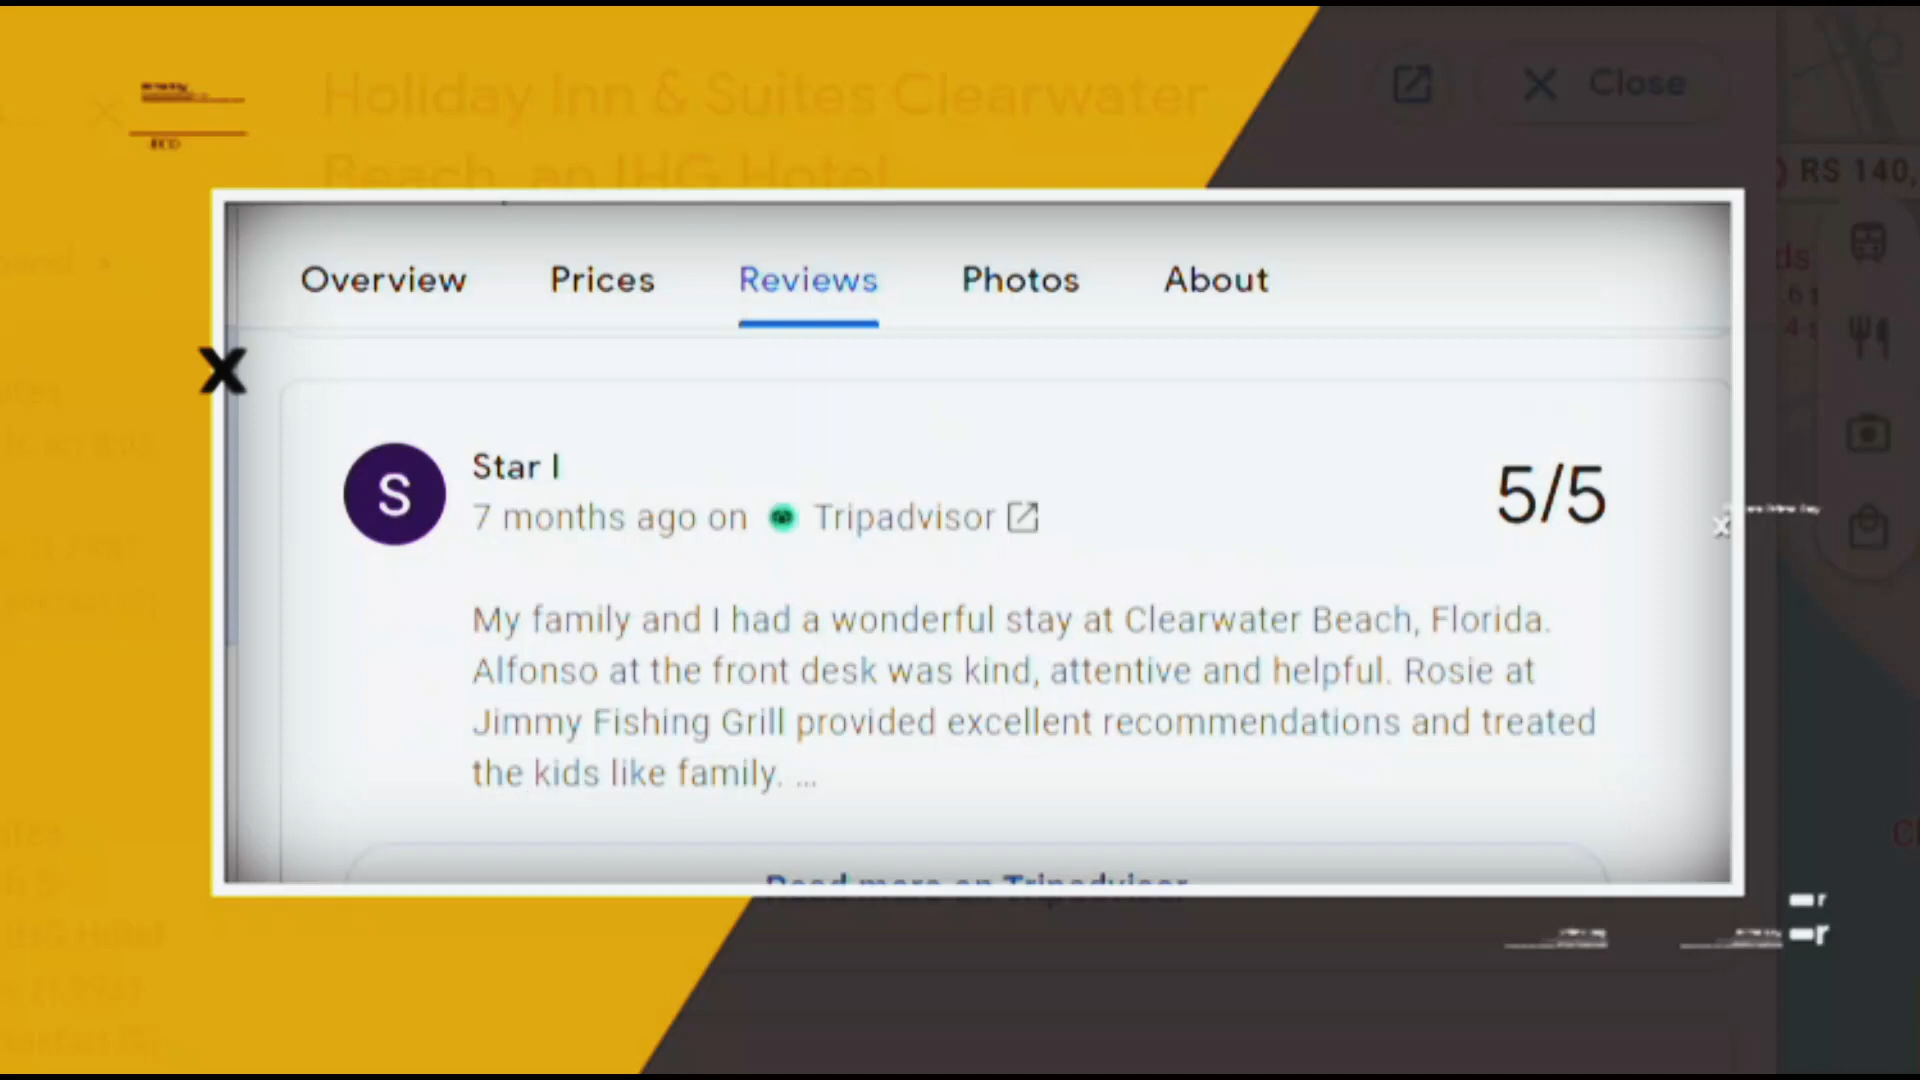 Holiday Inn & Suites Clearwater
Beach, an IHG Hotel
Close
RS 140,
Overview Prices Reviews Photos About
X
S
Star I
7 months ago on Tripadvisor
5/5
My family and I had a wonderful stay at Clearwater Beach, Florida.
Alfonso at the front desk was kind, attentive and helpful. Rosie at
Jimmy Fishing Grill provided excellent recommendations and treated
the kids like family. ...
Read more on Tripadvisor